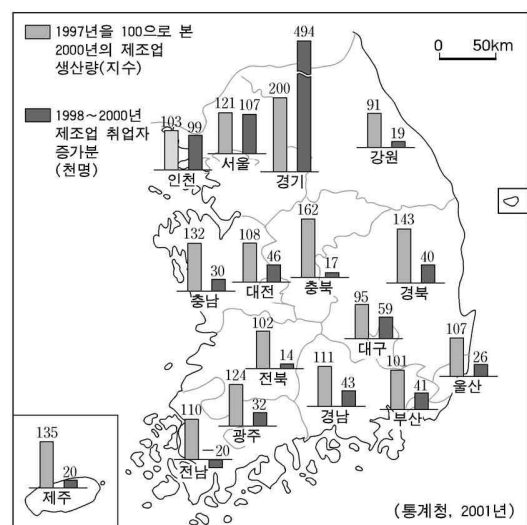 1997년을 100으로 본
2000년의 제조업
생산량(지수)
1998～2000년
제조업 취업자
증가분
(천명)
0 50km
494
200
경기
121 107
서울
103 99
인천
91
19
강원
162
17
충북
143
40
경북
132
30
충남
108
46
대전
95
59
대구
102
14
전북
107
26
울산
124
32
광주
111
43
경남
101
41
부산
110
－20
전남
135
20
제주
(통계청, 2001년)